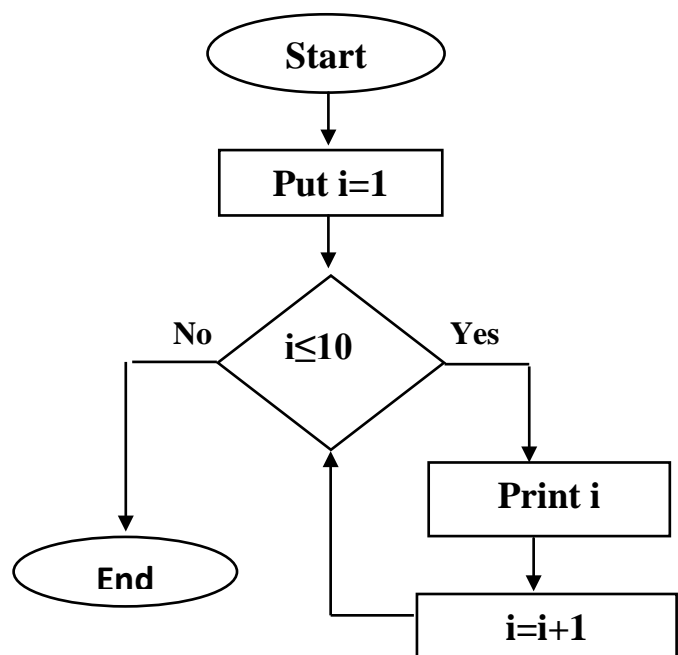 Start
Put i=1
No
i≤10
Yes
Print i
End
i=i+1